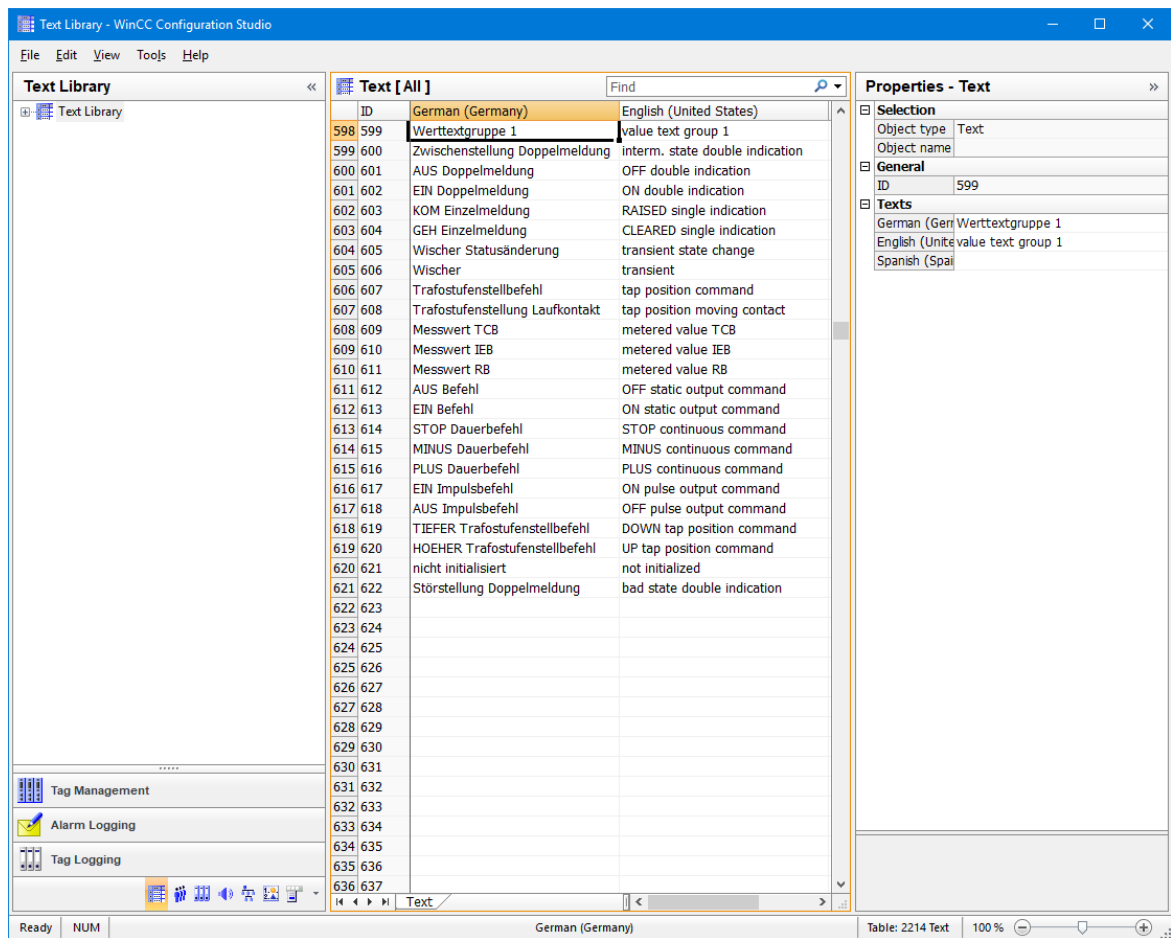 Text Library - WinCC Configuration Studio
File Edit View Tools Help
Text Library «
Text Library
Tag Management
Alarm Logging
Tag Logging
Text [ All ] Find
ID German (Germany) English (United States)
598 599 Werttextgruppe 1 value text group 1
599 600 Zwischenstellung Doppelmeldung interm. state double indication
600 601 AUS Doppelmeldung OFF double indication
601 602 EIN Doppelmeldung ON double indication
602 603 KOM Einzelmeldung RAISED single indication
603 604 GEH Einzelmeldung CLEARED single indication
604 605 Wischer Statusänderung transient state change
605 606 Wischer transient
606 607 Trafostufenstellbefehl tap position command
607 608 Trafostufenstellung Laufkontakt tap position moving contact
608 609 Messwert TCB metered value TCB
609 610 Messwert IEB metered value IEB
610 611 Messwert RB metered value RB
611 612 AUS Befehl OFF static output command
612 613 EIN Befehl ON static output command
613 614 STOP Dauerbefehl STOP continuous command
614 615 MINUS Dauerbefehl MINUS continuous command
615 616 PLUS Dauerbefehl PLUS continuous command
616 617 EIN Impulsbefehl ON pulse output command
617 618 AUS Impulsbefehl OFF pulse output command
618 619 TIEFER Trafostufenstellbefehl DOWN tap position command
619 620 HOEHER Trafostufenstellbefehl UP tap position command
620 621 nicht initialisiert not initialized
621 622 Störstellung Doppelmeldung bad state double indication
622 623
623 624
624 625
625 626
626 627
627 628
628 629
629 630
630 631
631 632
632 633
633 634
634 635
635 636
636 637
Text
Properties - Text »
Selection
Object type Text
Object name
General
ID 599
Texts
German (Gerr Werttextgruppe 1
English (Unite value text group 1
Spanish (Spai
Ready NUM German (Germany) Table: 2214 Text 100 %